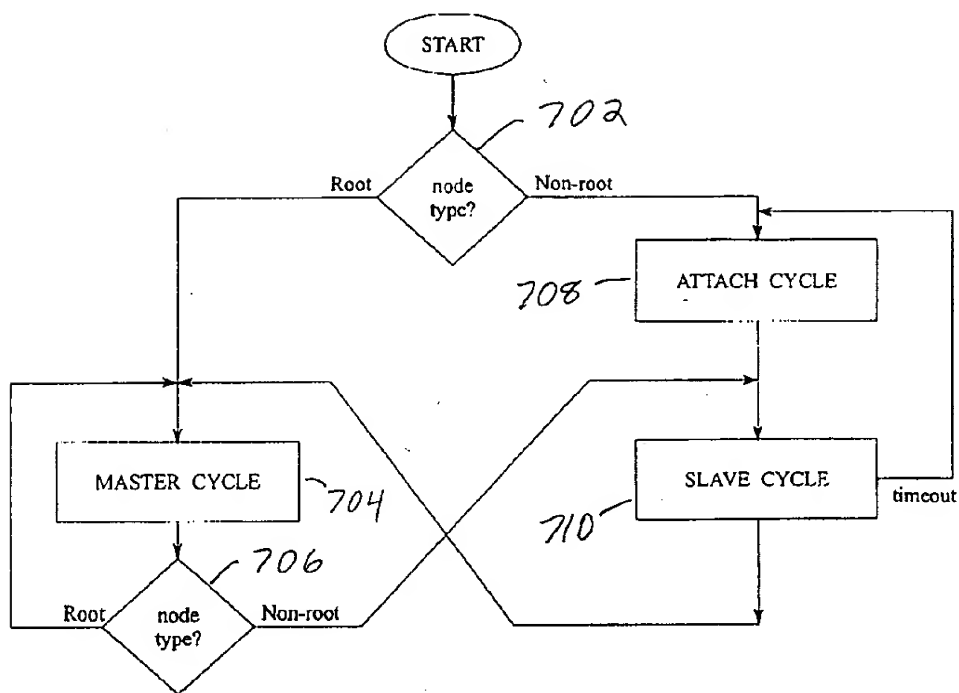 START
702
Root
node
type?
Non-root
708
ATTACH CYCLE
MASTER CYCLE
704
SLAVE CYCLE
710
timeout
706
Root
node
type?
Non-root